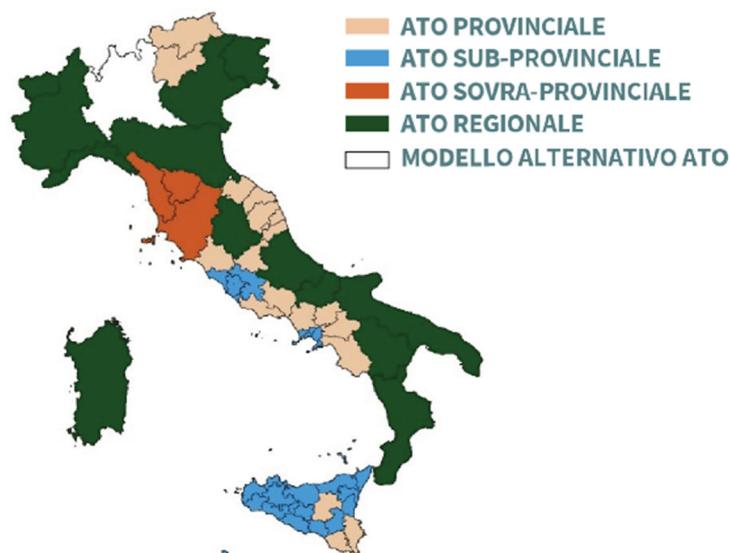 ATO PROVINCIALE
ATO SUB-PROVINCIALE
ATO SOVRA-PROVINCIALE
ATO REGIONALE
MODELLO ALTERNATIVO ATO